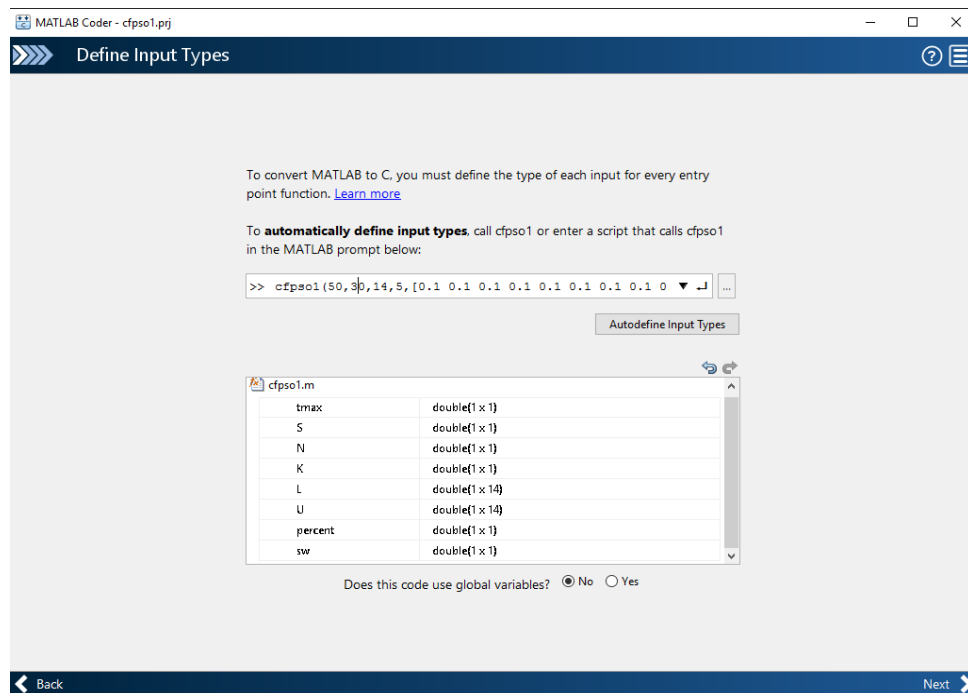 MATLAB Coder - cfpso1.prj
Define Input Types
To convert MATLAB to C, you must define the type of each input for every entry
point function. Learn more
To automatically define input types, call cfpso1 or enter a script that calls cfpso1
in the MATLAB prompt below:
>> cfpso1(50,30,14,5,[0.1 0.1 0.1 0.1 0.1 0.1 0.1 0.1 0 ...
Autodefine Input Types
cfpso1.m
tmax double(1 x 1)
S double(1 x 1)
N double(1 x 1)
K double(1 x 1)
L double(1 x 14)
U double(1 x 14)
percent double(1 x 1)
sw double(1 x 1)
Does this code use global variables? No Yes
Back Next